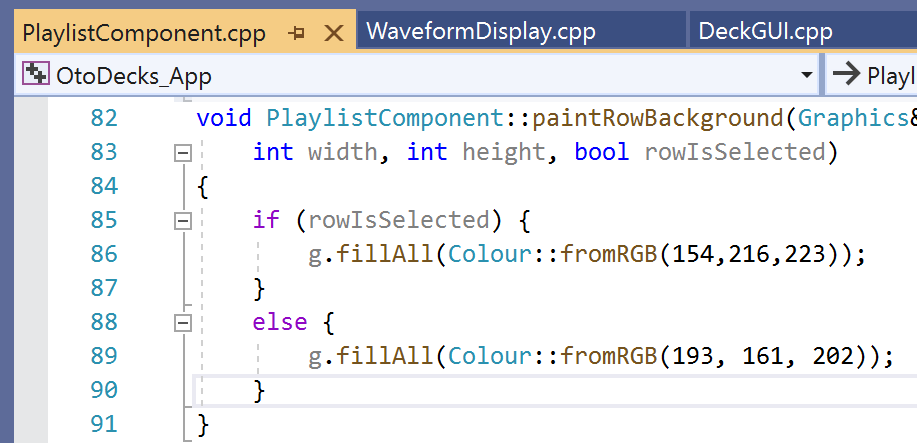 PlaylistComponent.cpp WaveformDisplay.cpp DeckGUI.cpp
OtoDecks_App Playl
82 void PlaylistComponent::paintRowBackground(Graphics&
83 int width, int height, bool rowIsSelected)
84 {
85 if (rowIsSelected) {
86 g.fillAll(Colour::fromRGB(154,216,223));
87 }
88 else {
89 g.fillAll(Colour::fromRGB(193, 161, 202));
90 }
91 }